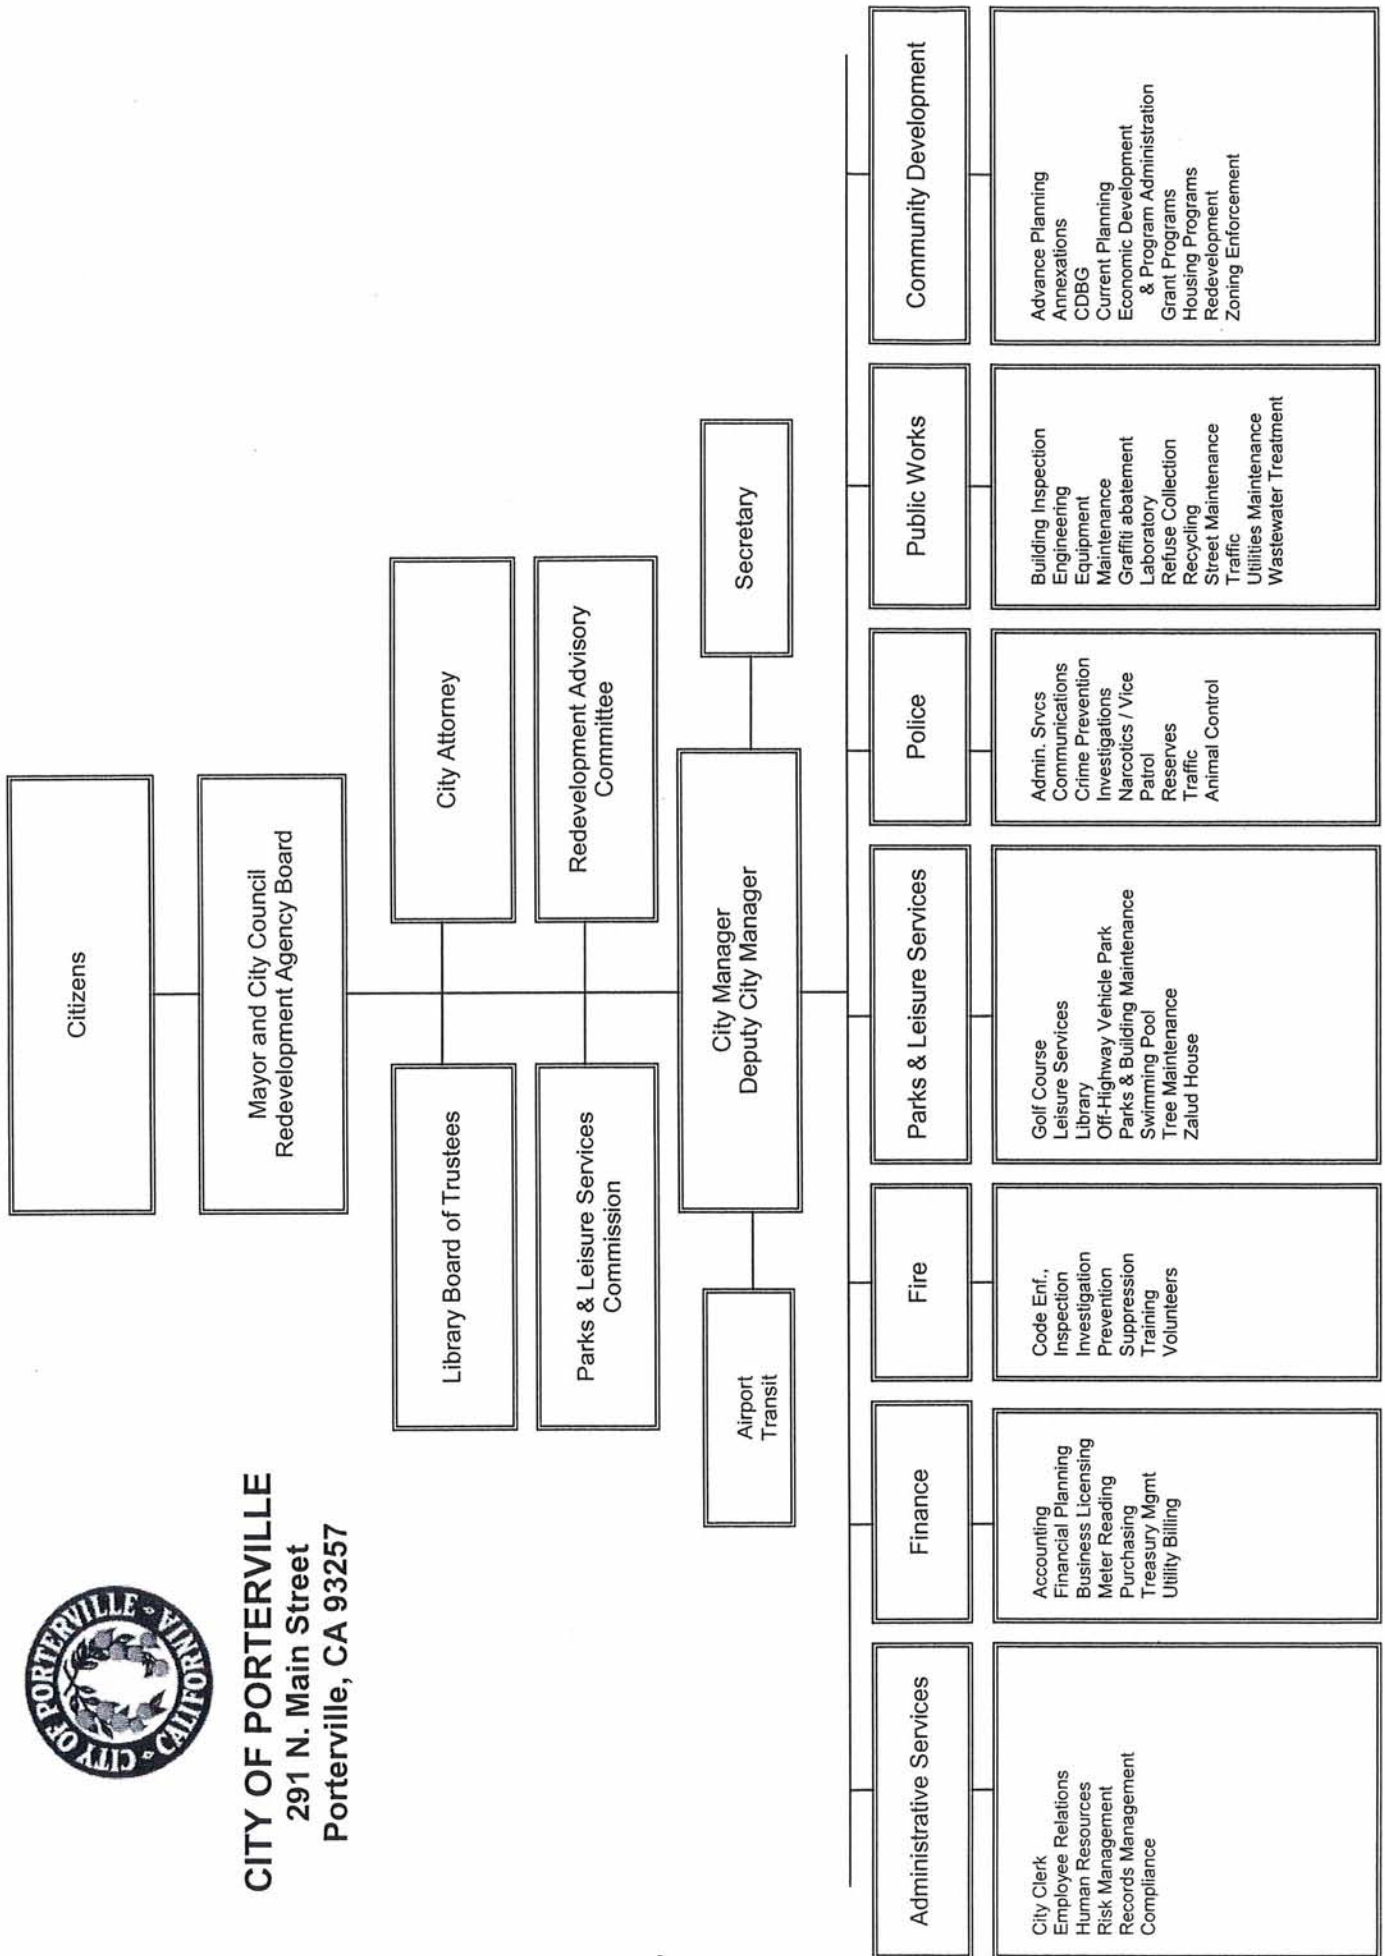 CITY OF PORTERVILLE • CALIFORNIA •
CITY OF PORTERVILLE
291 N. Main Street
Porterville, CA 93257
Citizens
Mayor and City Council
Redevelopment Agency Board
Library Board of Trustees
City Attorney
Parks & Leisure Services
Commission
Redevelopment Advisory
Committee
Airport
Transit
City Manager
Deputy City Manager
Secretary
Administrative Services
Finance
Fire
Parks & Leisure Services
Police
Public Works
Community Development
City Clerk
Employee Relations
Human Resources
Risk Management
Records Management
Compliance
Accounting
Financial Planning
Business Licensing
Meter Reading
Purchasing
Treasury Mgmt
Utility Billing
Code Enf.,
Inspection
Investigation
Prevention
Suppression
Training
Volunteers
Golf Course
Leisure Services
Library
Off-Highway Vehicle Park
Parks & Building Maintenance
Swimming Pool
Tree Maintenance
Zalud House
Admin. Srvcs
Communications
Crime Prevention
Investigations
Narcotics / Vice
Patrol
Reserves
Traffic
Animal Control
Building Inspection
Engineering
Equipment
Maintenance
Graffiti abatement
Laboratory
Refuse Collection
Recycling
Street Maintenance
Traffic
Utilities Maintenance
Wastewater Treatment
Advance Planning
Annexations
CDBG
Current Planning
Economic Development
& Program Administration
Grant Programs
Housing Programs
Redevelopment
Zoning Enforcement